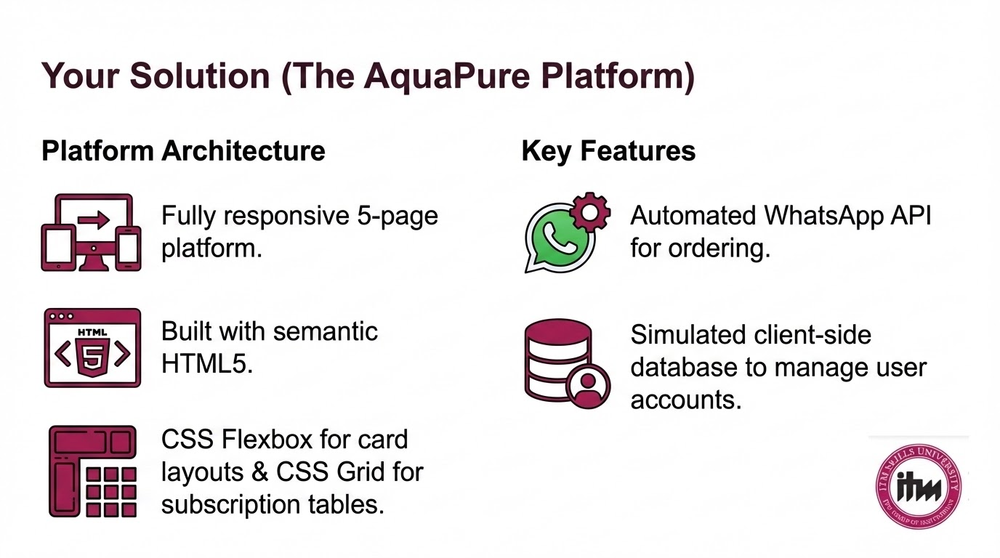 Your Solution (The AquaPure Platform)
Platform Architecture
Fully responsive 5-page
platform.
HTML
5
Built with semantic
HTML5.
CSS Flexbox for card
layouts & CSS Grid for
subscription tables.
Key Features
Automated WhatsApp API
for ordering.
Simulated client-side
database to manage user
accounts.
SKILLS UNIVERSITY
itm